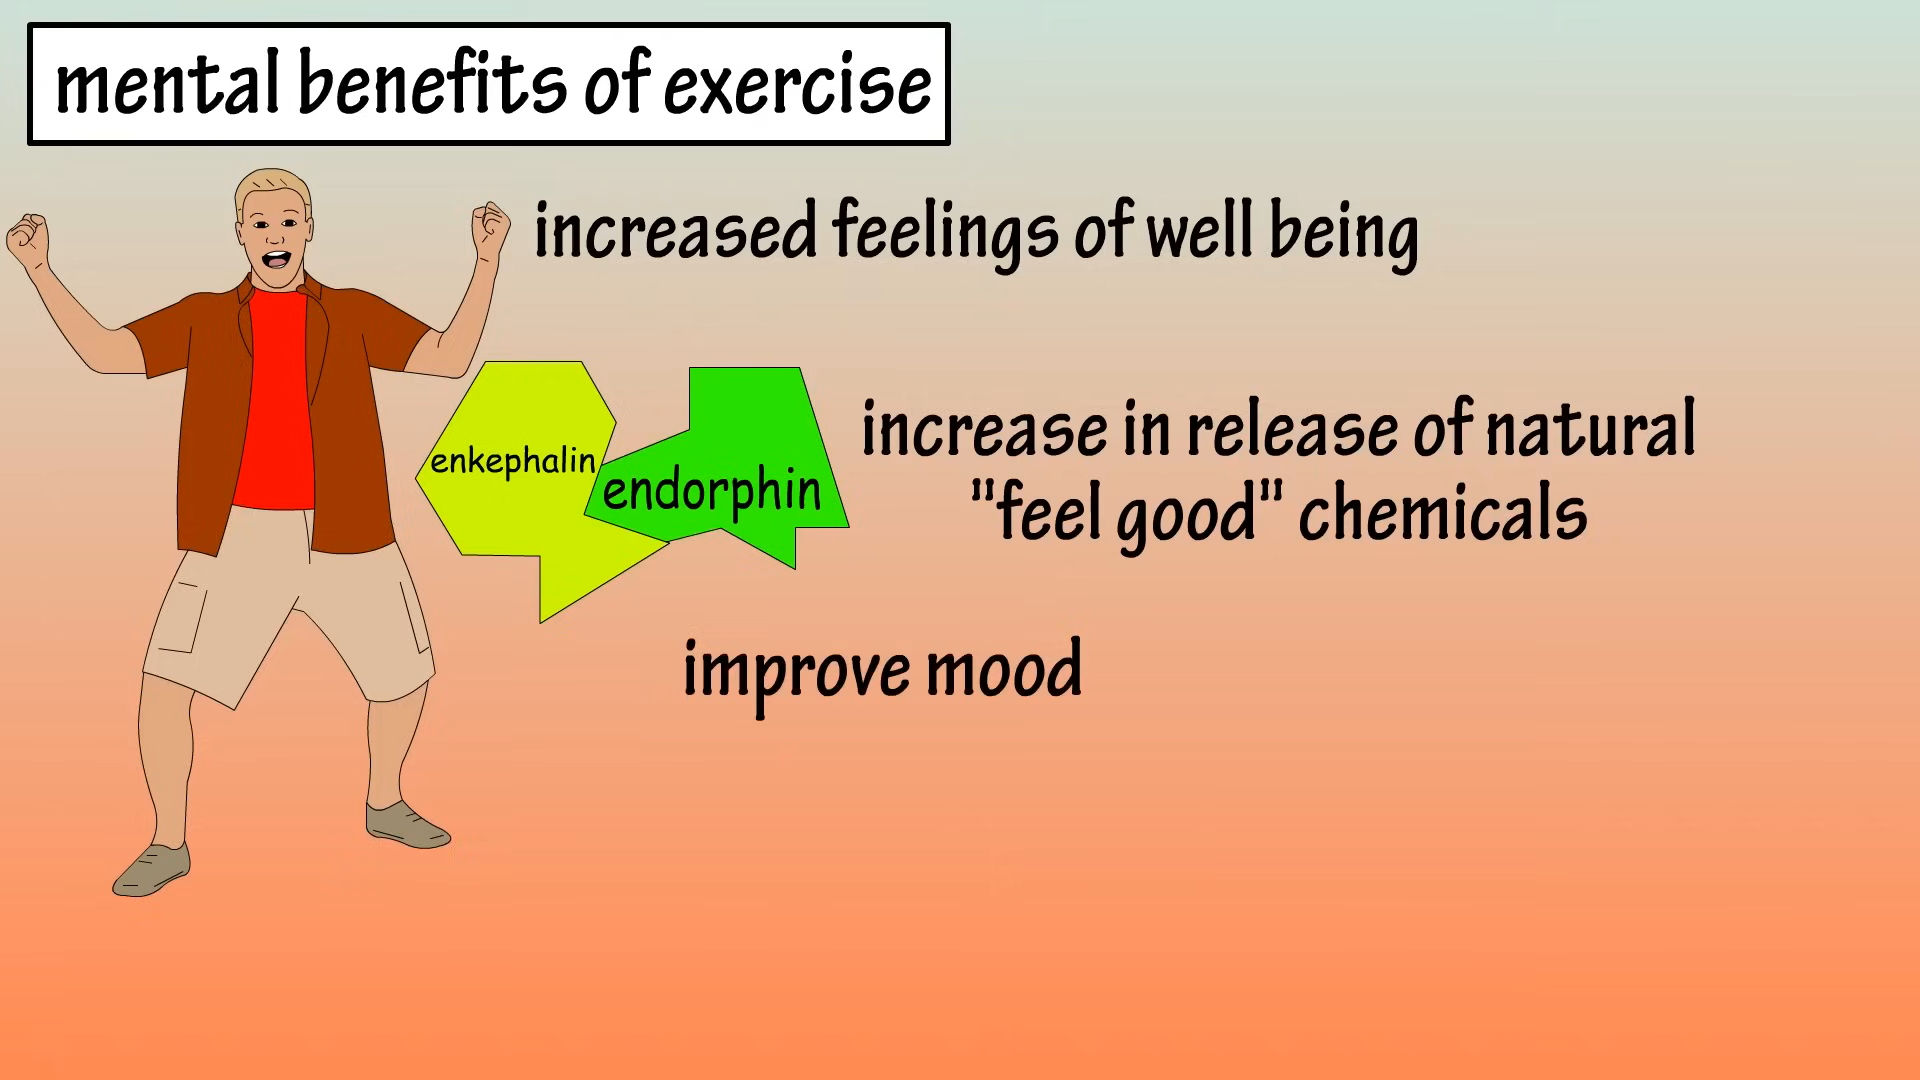 mental benefits of exercise
increased feelings of well being
enkephalin
endorphin
increase in release of natural
"feel good" chemicals
improve mood